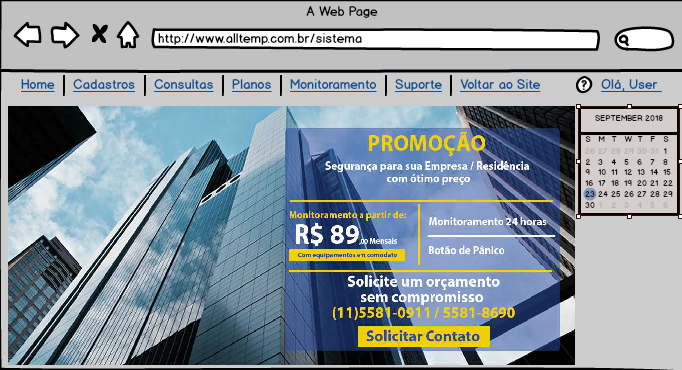 A Web Page
http://www.alltemp.com.br/sistema
Home Cadastros Consultas Planos Monitoramento Suporte Voltar ao Site ? Olá, User
PROMOÇÃO
Segurança para sua Empresa / Residência
com ótimo preço
Monitoramento a partir de:
R$ 89,00 Mensais
Com equipamentos em comodato
Monitoramento 24 horas
Botão de Pânico
Solicite um orçamento
sem compromisso
(11)5581-0911 / 5581-8690
Solicitar Contato
SEPTEMBER 2018
S M T W T F S
26 27 28 29 30 31 1
2 3 4 5 6 7 8
9 10 11 12 13 14 15
16 17 18 19 20 21 22
23 24 25 26 27 28 29
30 1 2 3 4 5 6